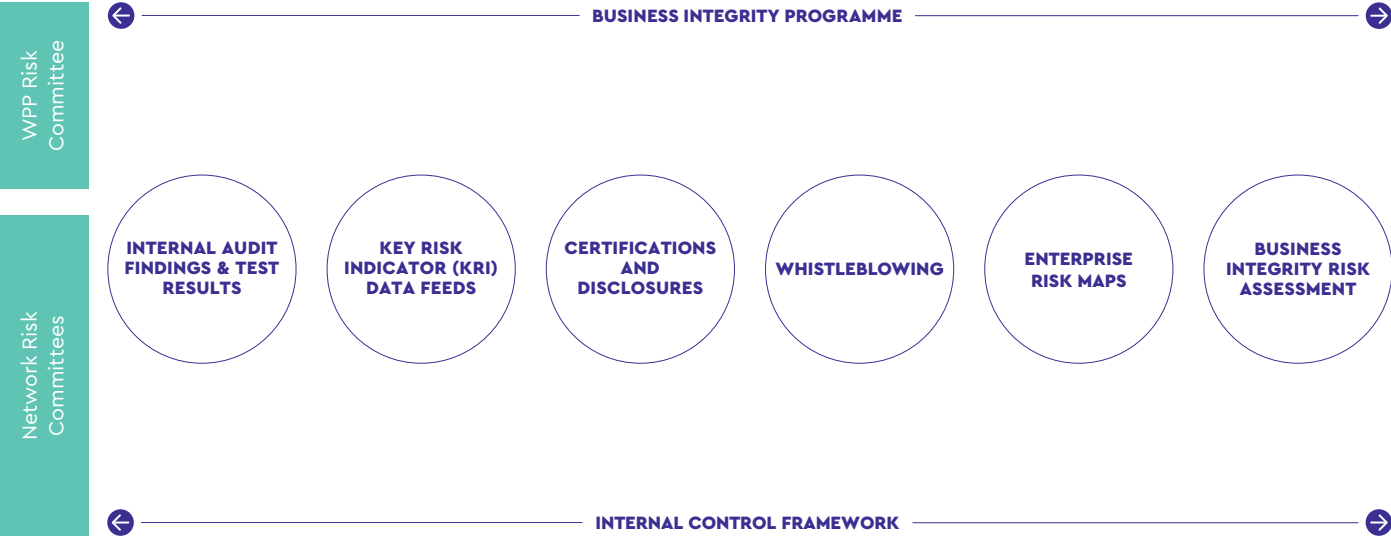 BUSINESS INTEGRITY PROGRAMME
WPP Risk
Committee
INTERNAL AUDIT
FINDINGS & TEST
RESULTS
KEY RISK
INDICATOR (KRI)
DATA FEEDS
CERTIFICATIONS
AND
DISCLOSURES
WHISTLEBLOWING
ENTERPRISE
RISK MAPS
BUSINESS
INTEGRITY RISK
ASSESSMENT
Network Risk
Committees
INTERNAL CONTROL FRAMEWORK